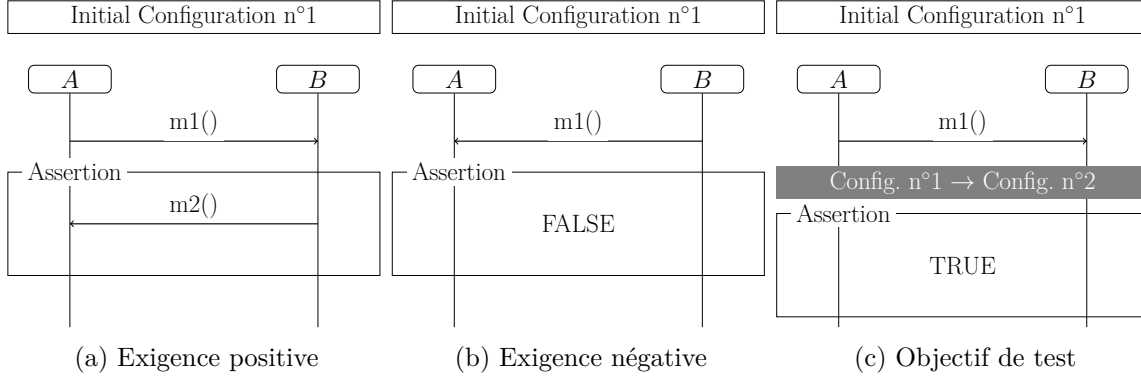 Initial Configuration n°1
Initial Configuration n°1
Initial Configuration n°1
A
B
A
B
A
B
m1()
m1()
m1()
Assertion
m2()
Assertion
FALSE
Config. n°1 → Config. n°2
Assertion
TRUE
(a) Exigence positive
(b) Exigence négative
(c) Objectif de test